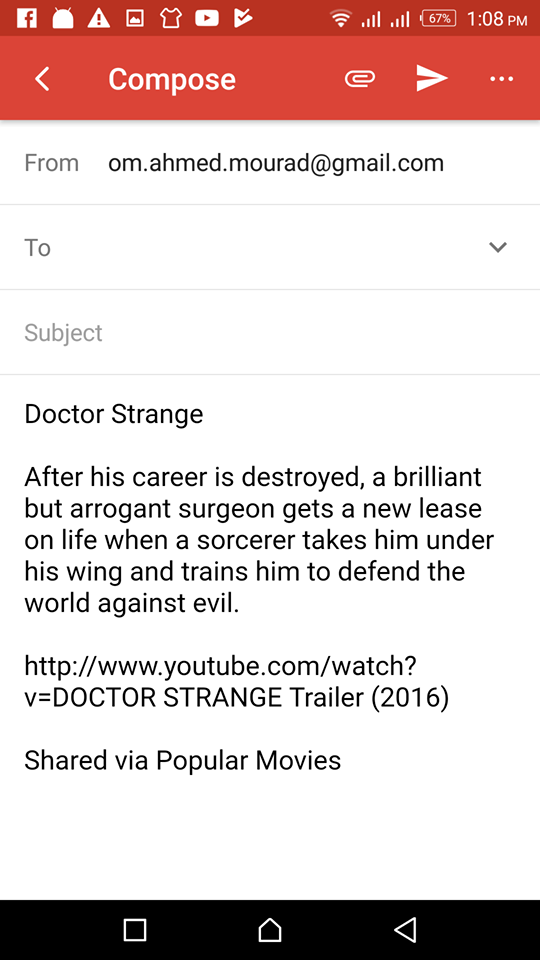 67% 1:08 PM
Compose
From om.ahmed.mourad@gmail.com
To
Subject
Doctor Strange
After his career is destroyed, a brilliant
but arrogant surgeon gets a new lease
on life when a sorcerer takes him under
his wing and trains him to defend the
world against evil.
http://www.youtube.com/watch?
v=DOCTOR STRANGE Trailer (2016)
Shared via Popular Movies